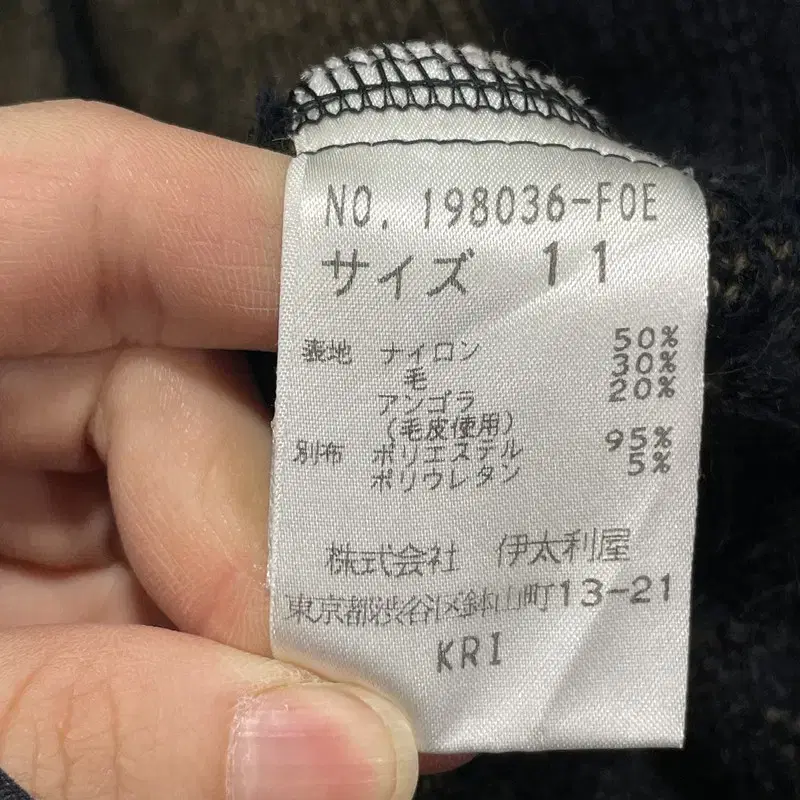 NO. 198036-FOE
サイズ 11
表地 ナイロン 50%
毛 30%
アンゴラ 20%
(毛皮使用)
別布 ポリエステル 95%
ポリウレタン 5%
株式会社 伊太利屋
東京都渋谷区鉢山町13-21
KRI